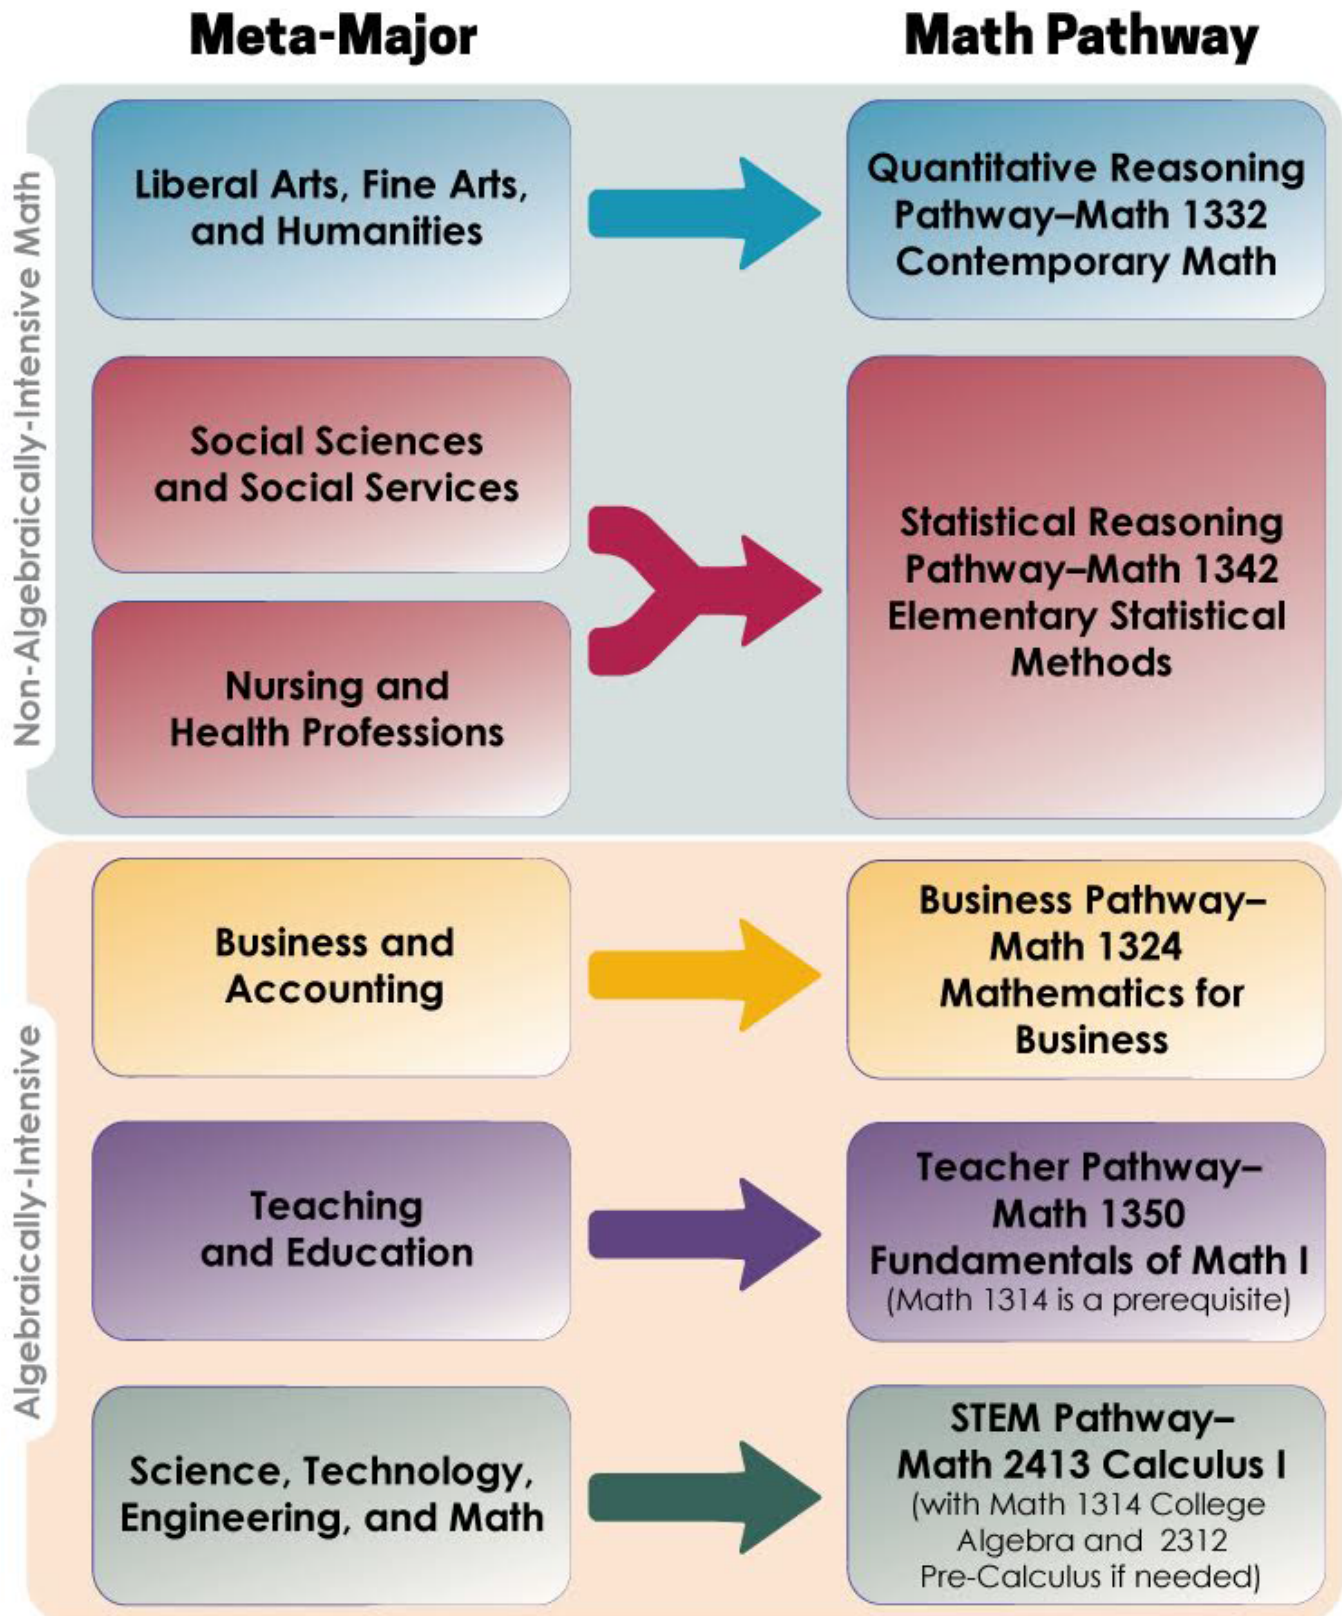 Meta-Major
Math Pathway
Non-Algebraically-Intensive Math
Liberal Arts, Fine Arts,
and Humanities
Quantitative Reasoning
Pathway–Math 1332
Contemporary Math
Social Sciences
and Social Services
Nursing and
Health Professions
Statistical Reasoning
Pathway–Math 1342
Elementary Statistical
Methods
Algebraically-Intensive
Business and
Accounting
Business Pathway–
Math 1324
Mathematics for
Business
Teaching
and Education
Teacher Pathway–
Math 1350
Fundamentals of Math I
(Math 1314 is a prerequisite)
Science, Technology,
Engineering, and Math
STEM Pathway–
Math 2413 Calculus I
(with Math 1314 College
Algebra and 2312
Pre-Calculus if needed)